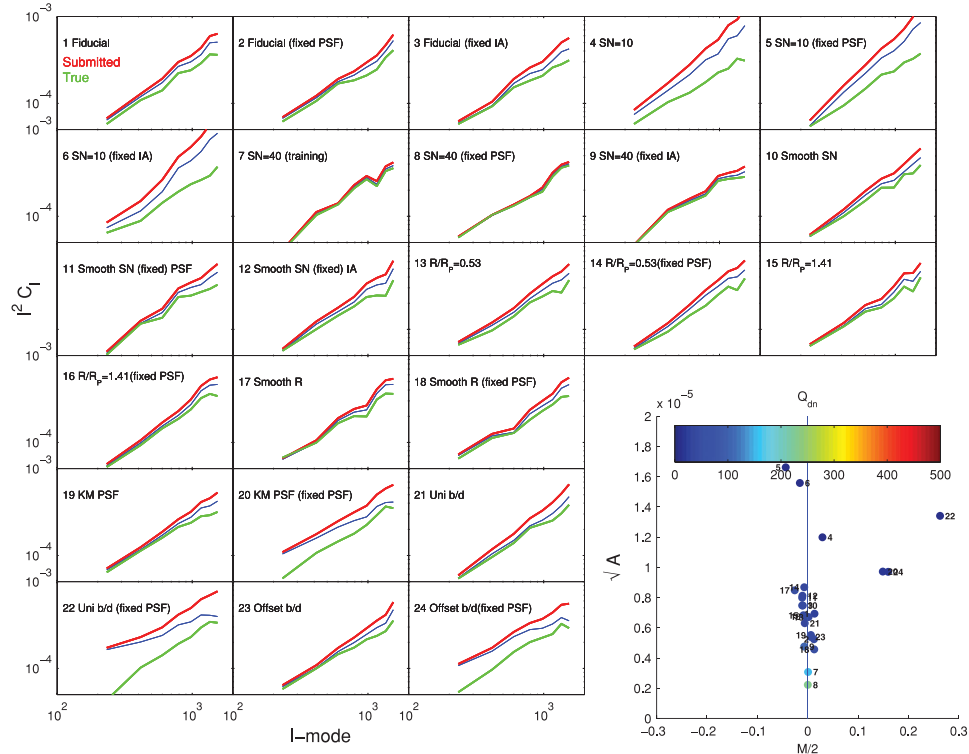 10⁻³
1 Fiducial
Submitted
True
2 Fiducial (fixed PSF)
3 Fiducial (fixed IA)
4 SN=10
5 SN=10 (fixed PSF)
10⁻⁴
10⁻³
6 SN=10 (fixed IA)
7 SN=40 (training)
8 SN=40 (fixed PSF)
9 SN=40 (fixed IA)
10 Smooth SN
10⁻⁴
11 Smooth SN (fixed) PSF
12 Smooth SN (fixed) IA
13 R/R_P=0.53
14 R/R_P=0.53(fixed PSF)
15 R/R_P=1.41
l² C_l
10⁻³
16 R/R_P=1.41(fixed PSF)
17 Smooth R
18 Smooth R (fixed PSF)
10⁻⁴
10⁻³
19 KM PSF
20 KM PSF (fixed PSF)
21 Uni b/d
10⁻⁴
10⁻³
22 Uni b/d (fixed PSF)
23 Offset b/d
24 Offset b/d(fixed PSF)
10⁻⁴
10² 10³ 10² 10³ 10² 10³
l−mode
Q_dn
x 10⁻⁵
0 100 200 300 400 500
2
1.8
1.6
1.4
1.2
1
0.8
0.6
0.4
0.2
0
√ A
5
6
22
4
24
14
17
12
11
21
19
23
9
7
8
−0.3 −0.2 −0.1 0 0.1 0.2 0.3
M/2